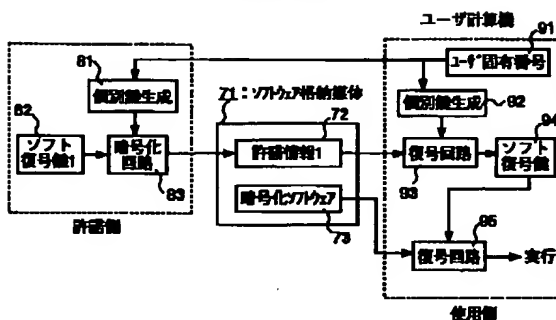 ユーザ計算機
91
ユーザ固有番号
81
個別鍵生成
71:ソフトウェア格納媒体
個別鍵生成
92
82
ソフト
復号鍵1
暗号化
回路
83
72
許諾情報1
復号回路
93
94
ソフト
復号鍵
暗号化ソフトウェア
73
95
復号回路
実行
許諾側
使用側